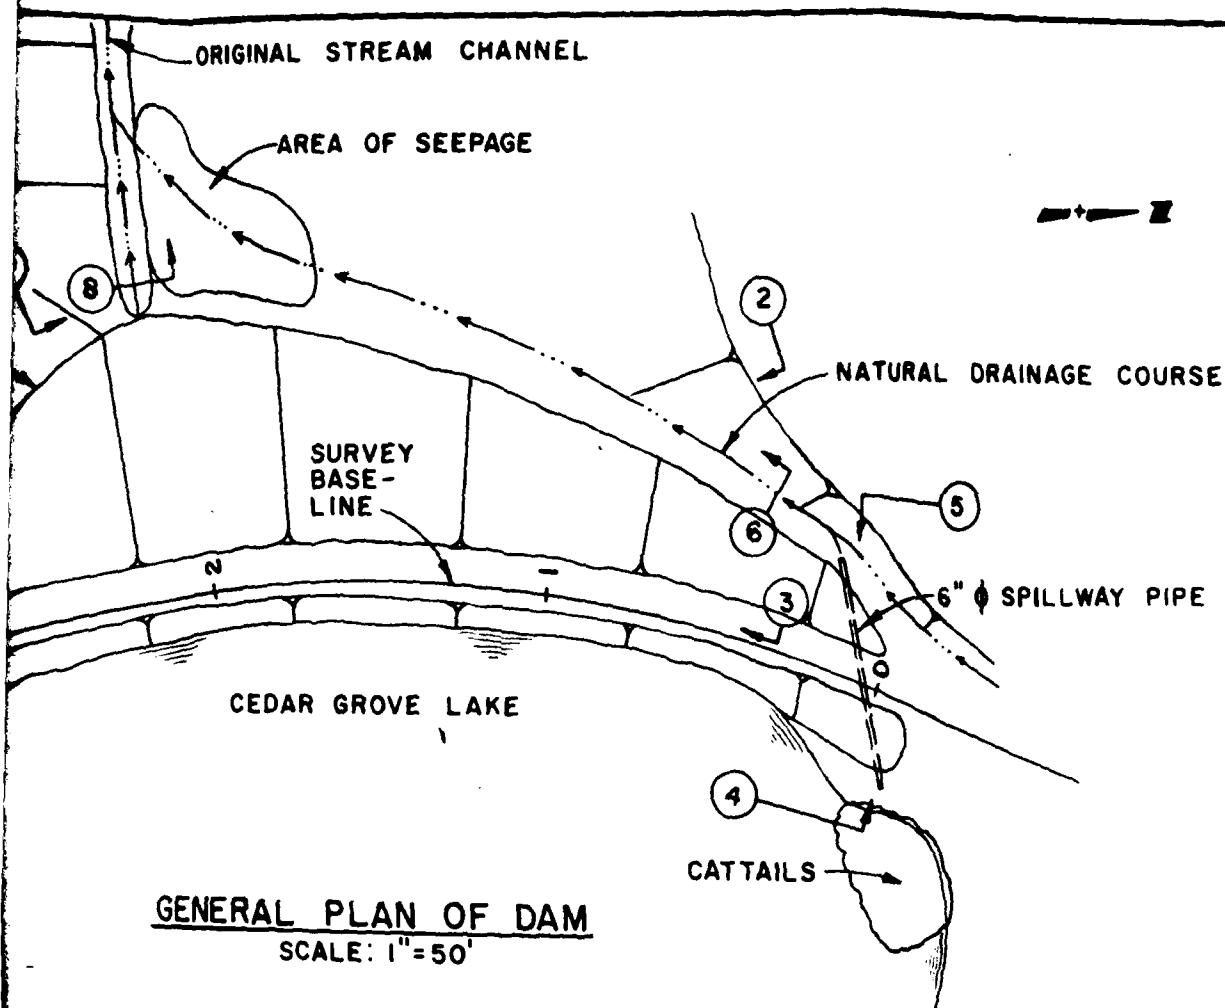 ORIGINAL STREAM CHANNEL
AREA OF SEEPAGE
N
8
2
NATURAL DRAINAGE COURSE
SURVEY
BASE-
LINE
5
6
2
1
3
6" ϕ SPILLWAY PIPE
0
CEDAR GROVE LAKE
4
CATTAILS
GENERAL PLAN OF DAM
SCALE: 1"=50'